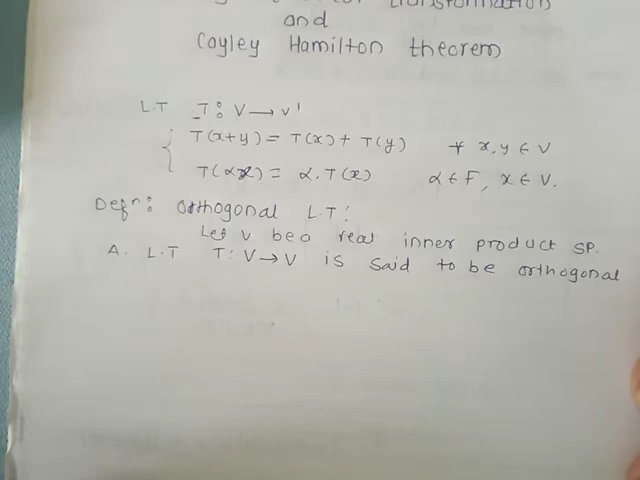 and
Cayley Hamilton theorem
L.T T: V → V'
T(x+y) = T(x) + T(y) ∀ x, y ∈ V
T(αx) = α. T(x) α ∈ F, x ∈ V.
Defn: Orthogonal L.T:
Let V be a real inner product sp.
A. L.T T: V → V is said to be orthogonal